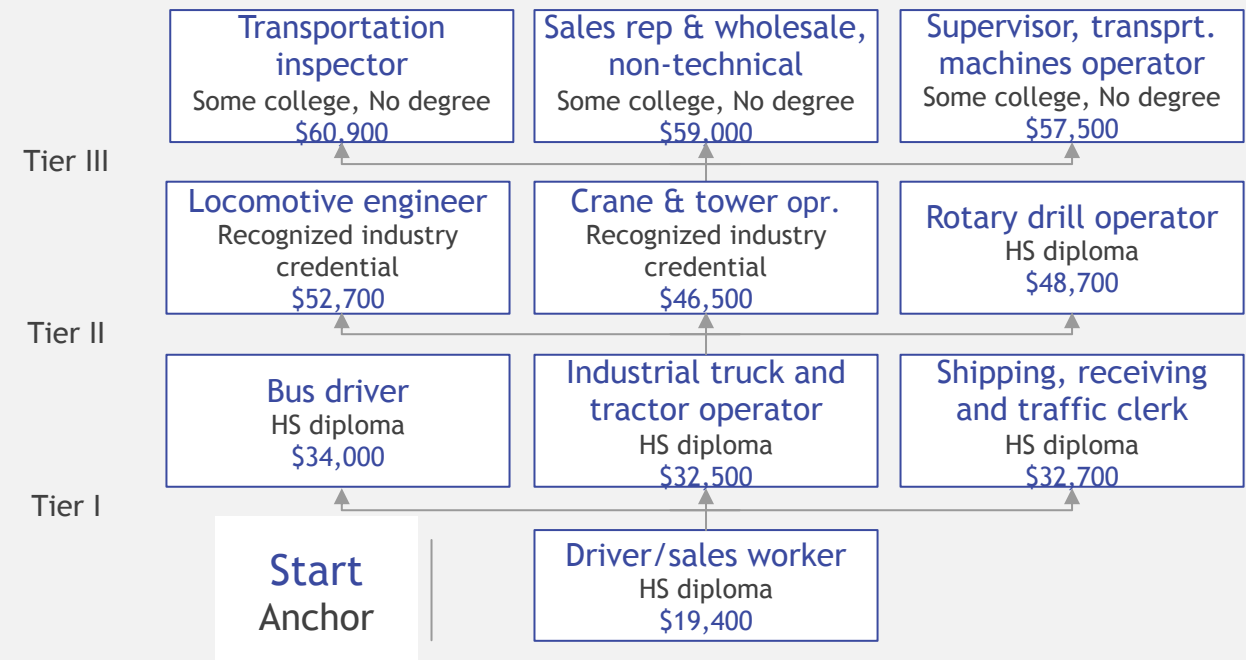 Transportation
inspector
Some college, No degree
$60,900
Sales rep & wholesale,
non-technical
Some college, No degree
$59,000
Supervisor, transprt.
machines operator
Some college, No degree
$57,500
Tier III
Locomotive engineer
Recognized industry
credential
$52,700
Crane & tower opr.
Recognized industry
credential
$46,500
Rotary drill operator
HS diploma
$48,700
Tier II
Bus driver
HS diploma
$34,000
Industrial truck and
tractor operator
HS diploma
$32,500
Shipping, receiving
and traffic clerk
HS diploma
$32,700
Tier I
Start
Anchor
Driver/sales worker
HS diploma
$19,400